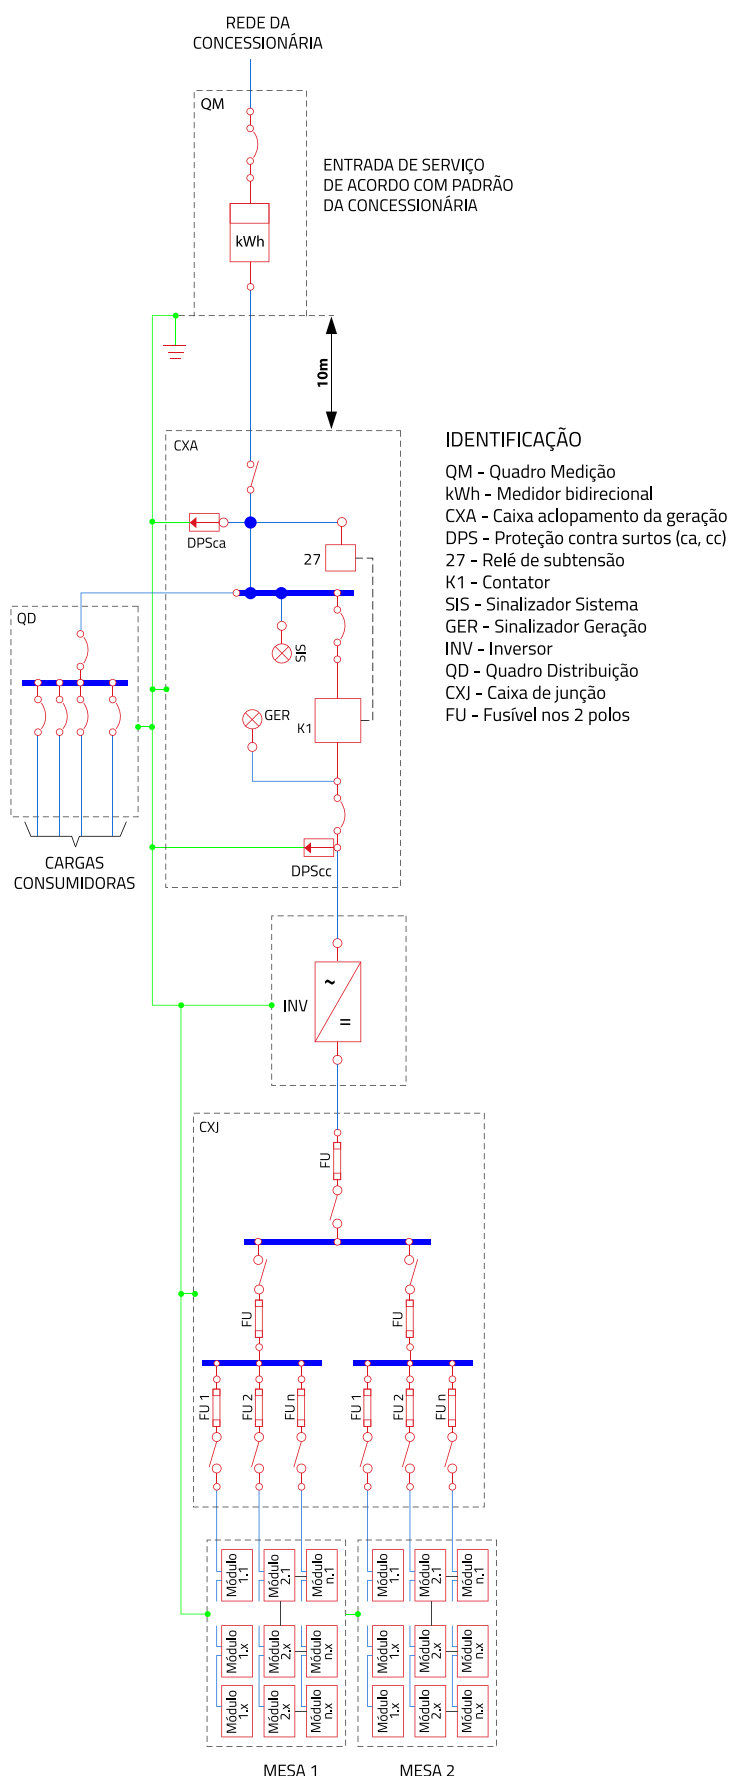 REDE DA
CONCESSIONÁRIA
QM
ENTRADA DE SERVIÇO
DE ACORDO COM PADRÃO
DA CONCESSIONÁRIA
kWh
10m
CXA
IDENTIFICAÇÃO
QM - Quadro Medição
kWh - Medidor bidirecional
CXA - Caixa aclopamento da geração
DPS - Proteção contra surtos (ca, cc)
27 - Relé de subtensão
K1 - Contator
SIS - Sinalizador Sistema
GER - Sinalizador Geração
INV - Inversor
QD - Quadro Distribuição
CXJ - Caixa de junção
FU - Fusível nos 2 polos
DPSca
27
QD
SIS
GER
K1
CARGAS
CONSUMIDORAS
DPScc
INV
~
=
CXJ
FU
FU
FU
FU 1
FU 2
FU n
FU 1
FU 2
FU n
Módulo
1.1
Módulo
2.1
Módulo
n.1
Módulo
1.1
Módulo
2.1
Módulo
n.1
Módulo
1.x
Módulo
2.x
Módulo
n.x
Módulo
1.x
Módulo
2.x
Módulo
n.x
Módulo
1.x
Módulo
2.x
Módulo
n.x
Módulo
1.x
Módulo
2.x
Módulo
n.x
MESA 1
MESA 2